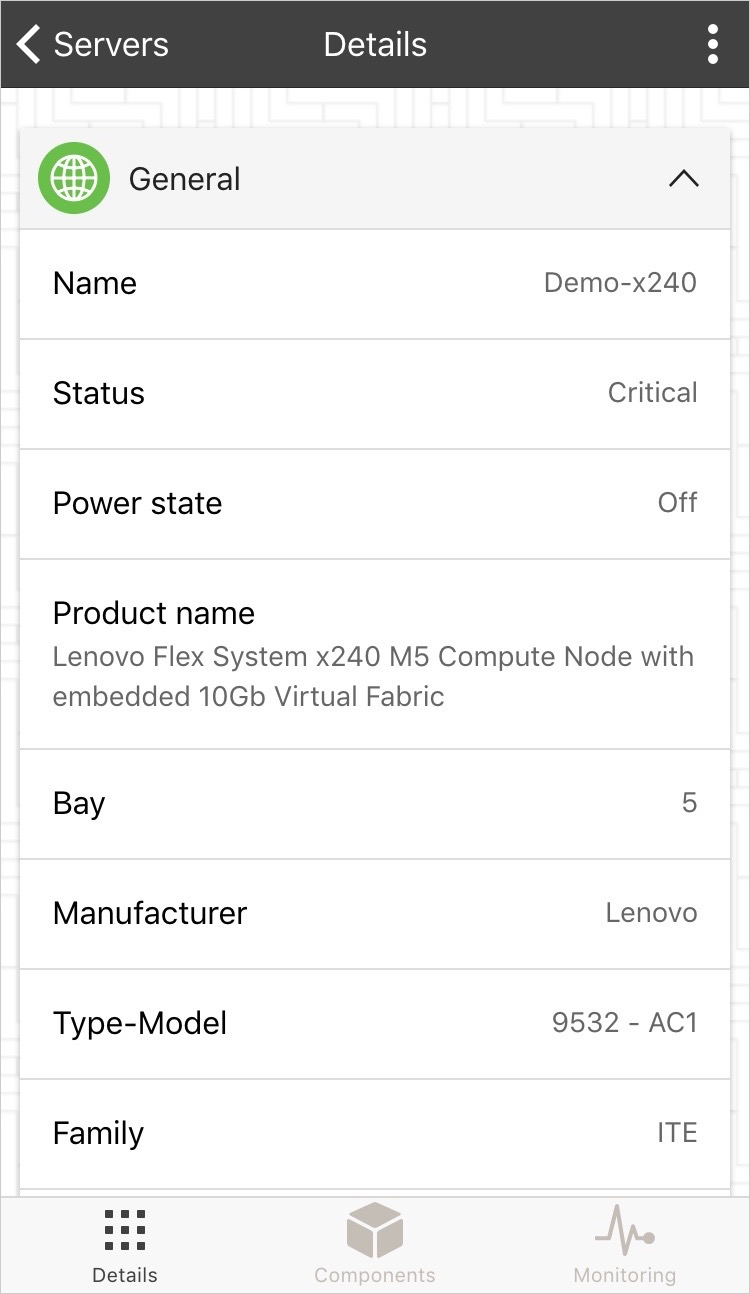 Servers
Details
General
Name
Demo-x240
Status
Critical
Power state
Off
Product name
Lenovo Flex System x240 M5 Compute Node with
embedded 10Gb Virtual Fabric
Bay
5
Manufacturer
Lenovo
Type-Model
9532 - AC1
Family
ITE
Details
Components
Monitoring